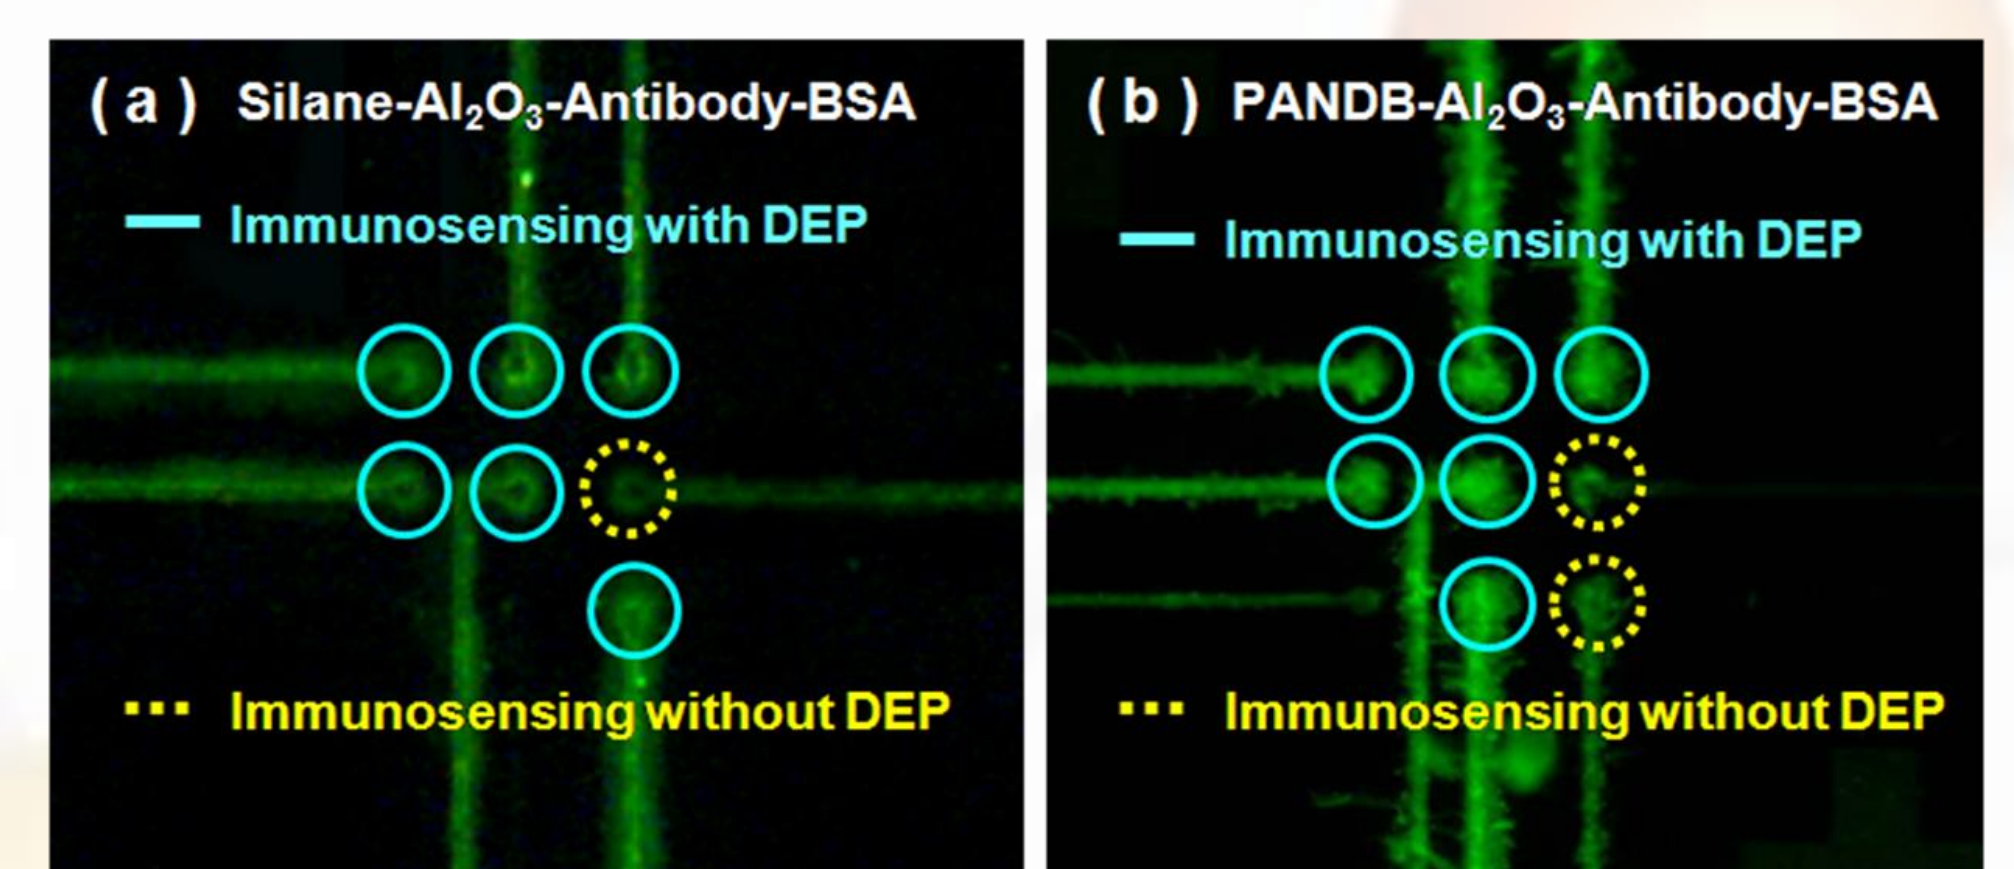 ( a ) Silane-Al₂O₃-Antibody-BSA
Immunosensing with DEP
Immunosensing without DEP
( b ) PANDB-Al₂O₃-Antibody-BSA
Immunosensing with DEP
Immunosensing without DEP